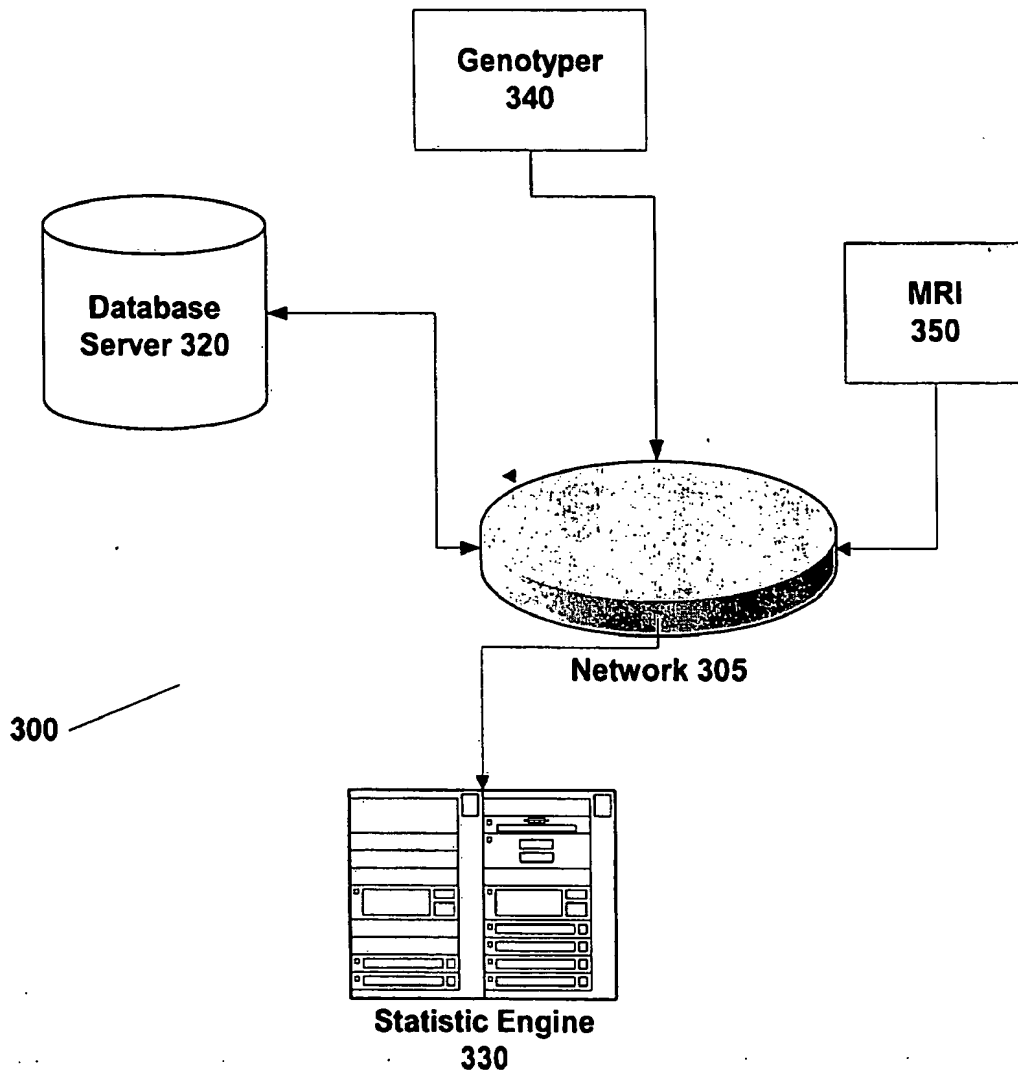 Genotyper
340
Database
Server 320
MRI
350
Network 305
300
Statistic Engine
330